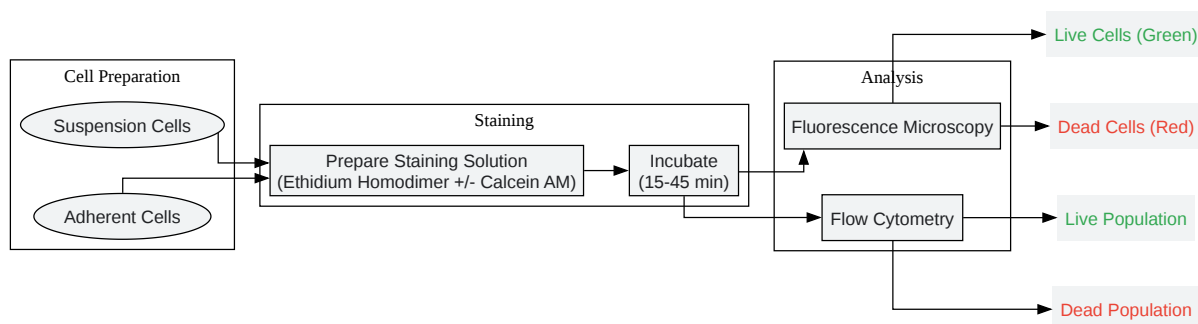 Cell Preparation
Suspension Cells
Adherent Cells
Staining
Prepare Staining Solution
(Ethidium Homodimer +/- Calcein AM)
Incubate
(15-45 min)
Analysis
Fluorescence Microscopy
Flow Cytometry
Live Cells (Green)
Dead Cells (Red)
Live Population
Dead Population